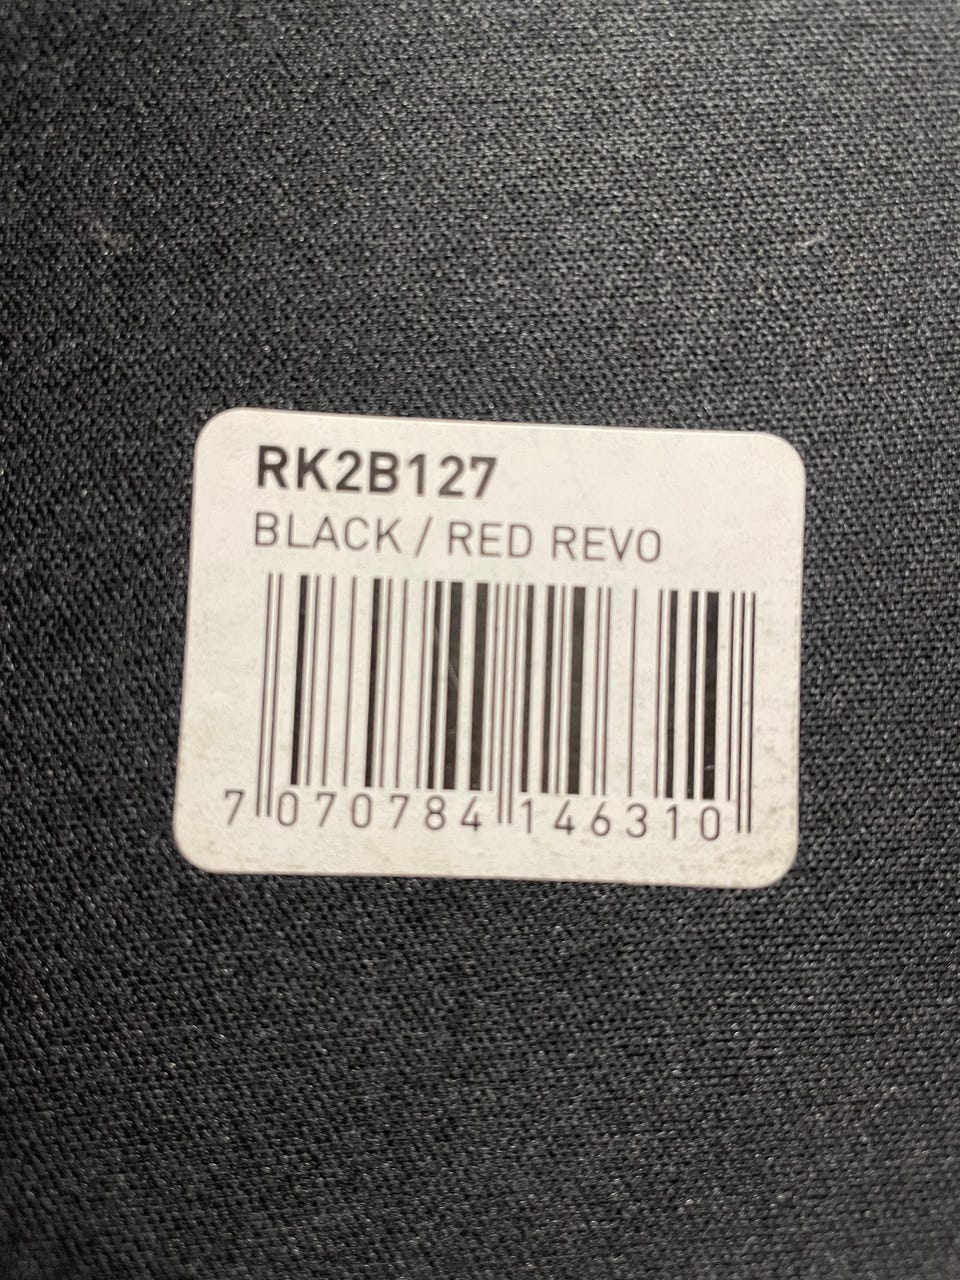 RK2B127
BLACK / RED REVO
7 070784 146310